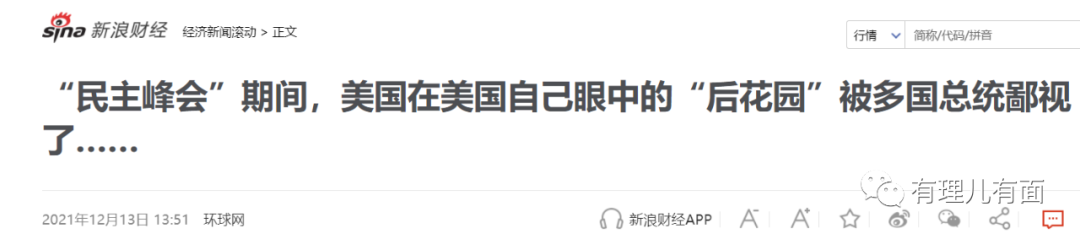 sina 新浪财经 经济新闻滚动 > 正文 行情 简称/代码/拼音
“民主峰会”期间，美国在美国自己眼中的“后花园”被多国总统鄙视
了……
有理儿有面
2021年12月13日 13:51 环球网 新浪财经APP A- A+